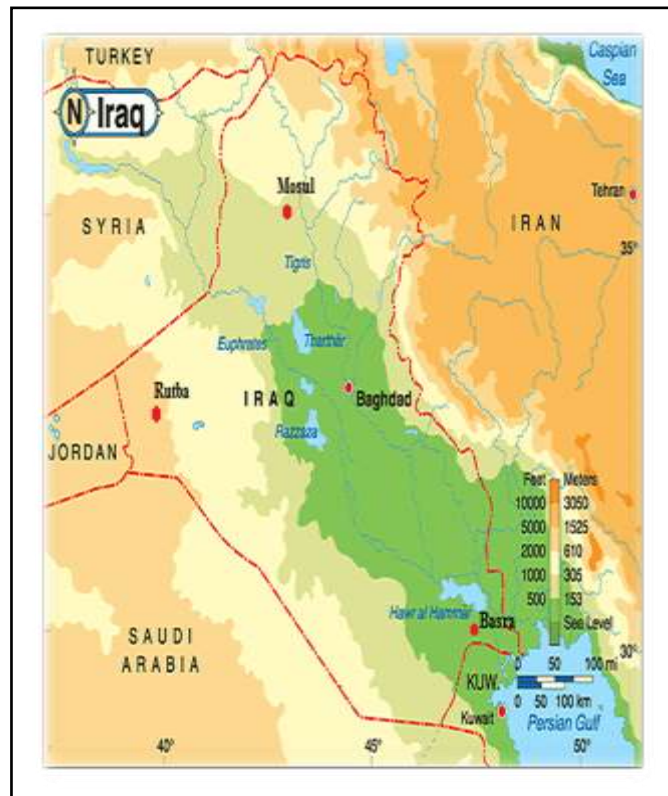 TURKEY
Caspian
Sea
N Iraq
Mosul
Tehran
SYRIA
IRAN
35°
Tigris
Euphrates
Tharthār
Rutba
IRAQ
Baghdad
Razzaza
JORDAN
Feet Meters
10000 3050
5000 1525
2000 610
1000 305
500 153
Sea Level
Hawr al Hammār
Basra
SAUDI
ARABIA
30°
0 50 100 mi
KUW.
0 50 100 km
Kuwait
Persian Gulf
40° 45° 50°